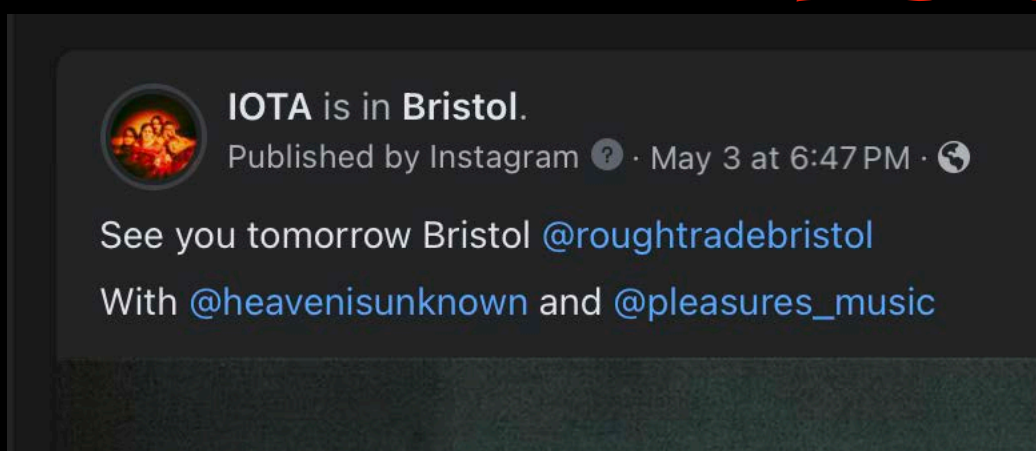 IOTA is in Bristol.
Published by Instagram · May 3 at 6:47 PM ·
See you tomorrow Bristol @roughtradebristol
With @heavenisunknown and @pleasures_music